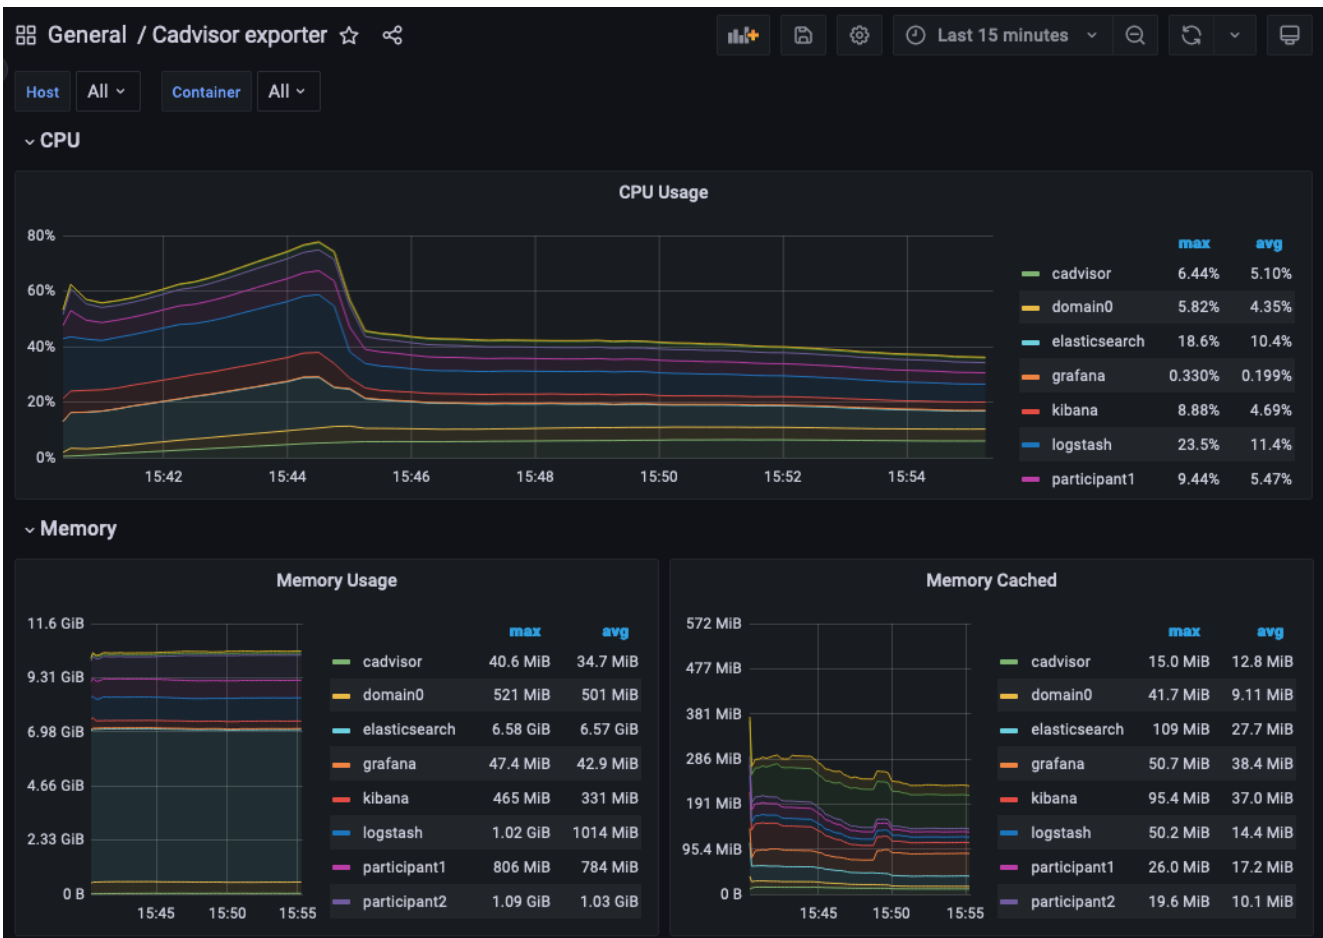 General / Cadvisor exporter
Last 15 minutes
Host All Container All
CPU
CPU Usage
80%
60%
40%
20%
0%
15:42 15:44 15:46 15:48 15:50 15:52 15:54
max avg
cadvisor 6.44% 5.10%
domain0 5.82% 4.35%
elasticsearch 18.6% 10.4%
grafana 0.330% 0.199%
kibana 8.88% 4.69%
logstash 23.5% 11.4%
participant1 9.44% 5.47%
Memory
Memory Usage
11.6 GiB
9.31 GiB
6.98 GiB
4.66 GiB
2.33 GiB
0 B
15:45 15:50 15:55
max avg
cadvisor 40.6 MiB 34.7 MiB
domain0 521 MiB 501 MiB
elasticsearch 6.58 GiB 6.57 GiB
grafana 47.4 MiB 42.9 MiB
kibana 465 MiB 331 MiB
logstash 1.02 GiB 1014 MiB
participant1 806 MiB 784 MiB
participant2 1.09 GiB 1.03 GiB
Memory Cached
572 MiB
477 MiB
381 MiB
286 MiB
191 MiB
95.4 MiB
0 B
15:45 15:50 15:55
max avg
cadvisor 15.0 MiB 12.8 MiB
domain0 41.7 MiB 9.11 MiB
elasticsearch 109 MiB 27.7 MiB
grafana 50.7 MiB 38.4 MiB
kibana 95.4 MiB 37.0 MiB
logstash 50.2 MiB 14.4 MiB
participant1 26.0 MiB 17.2 MiB
participant2 19.6 MiB 10.1 MiB